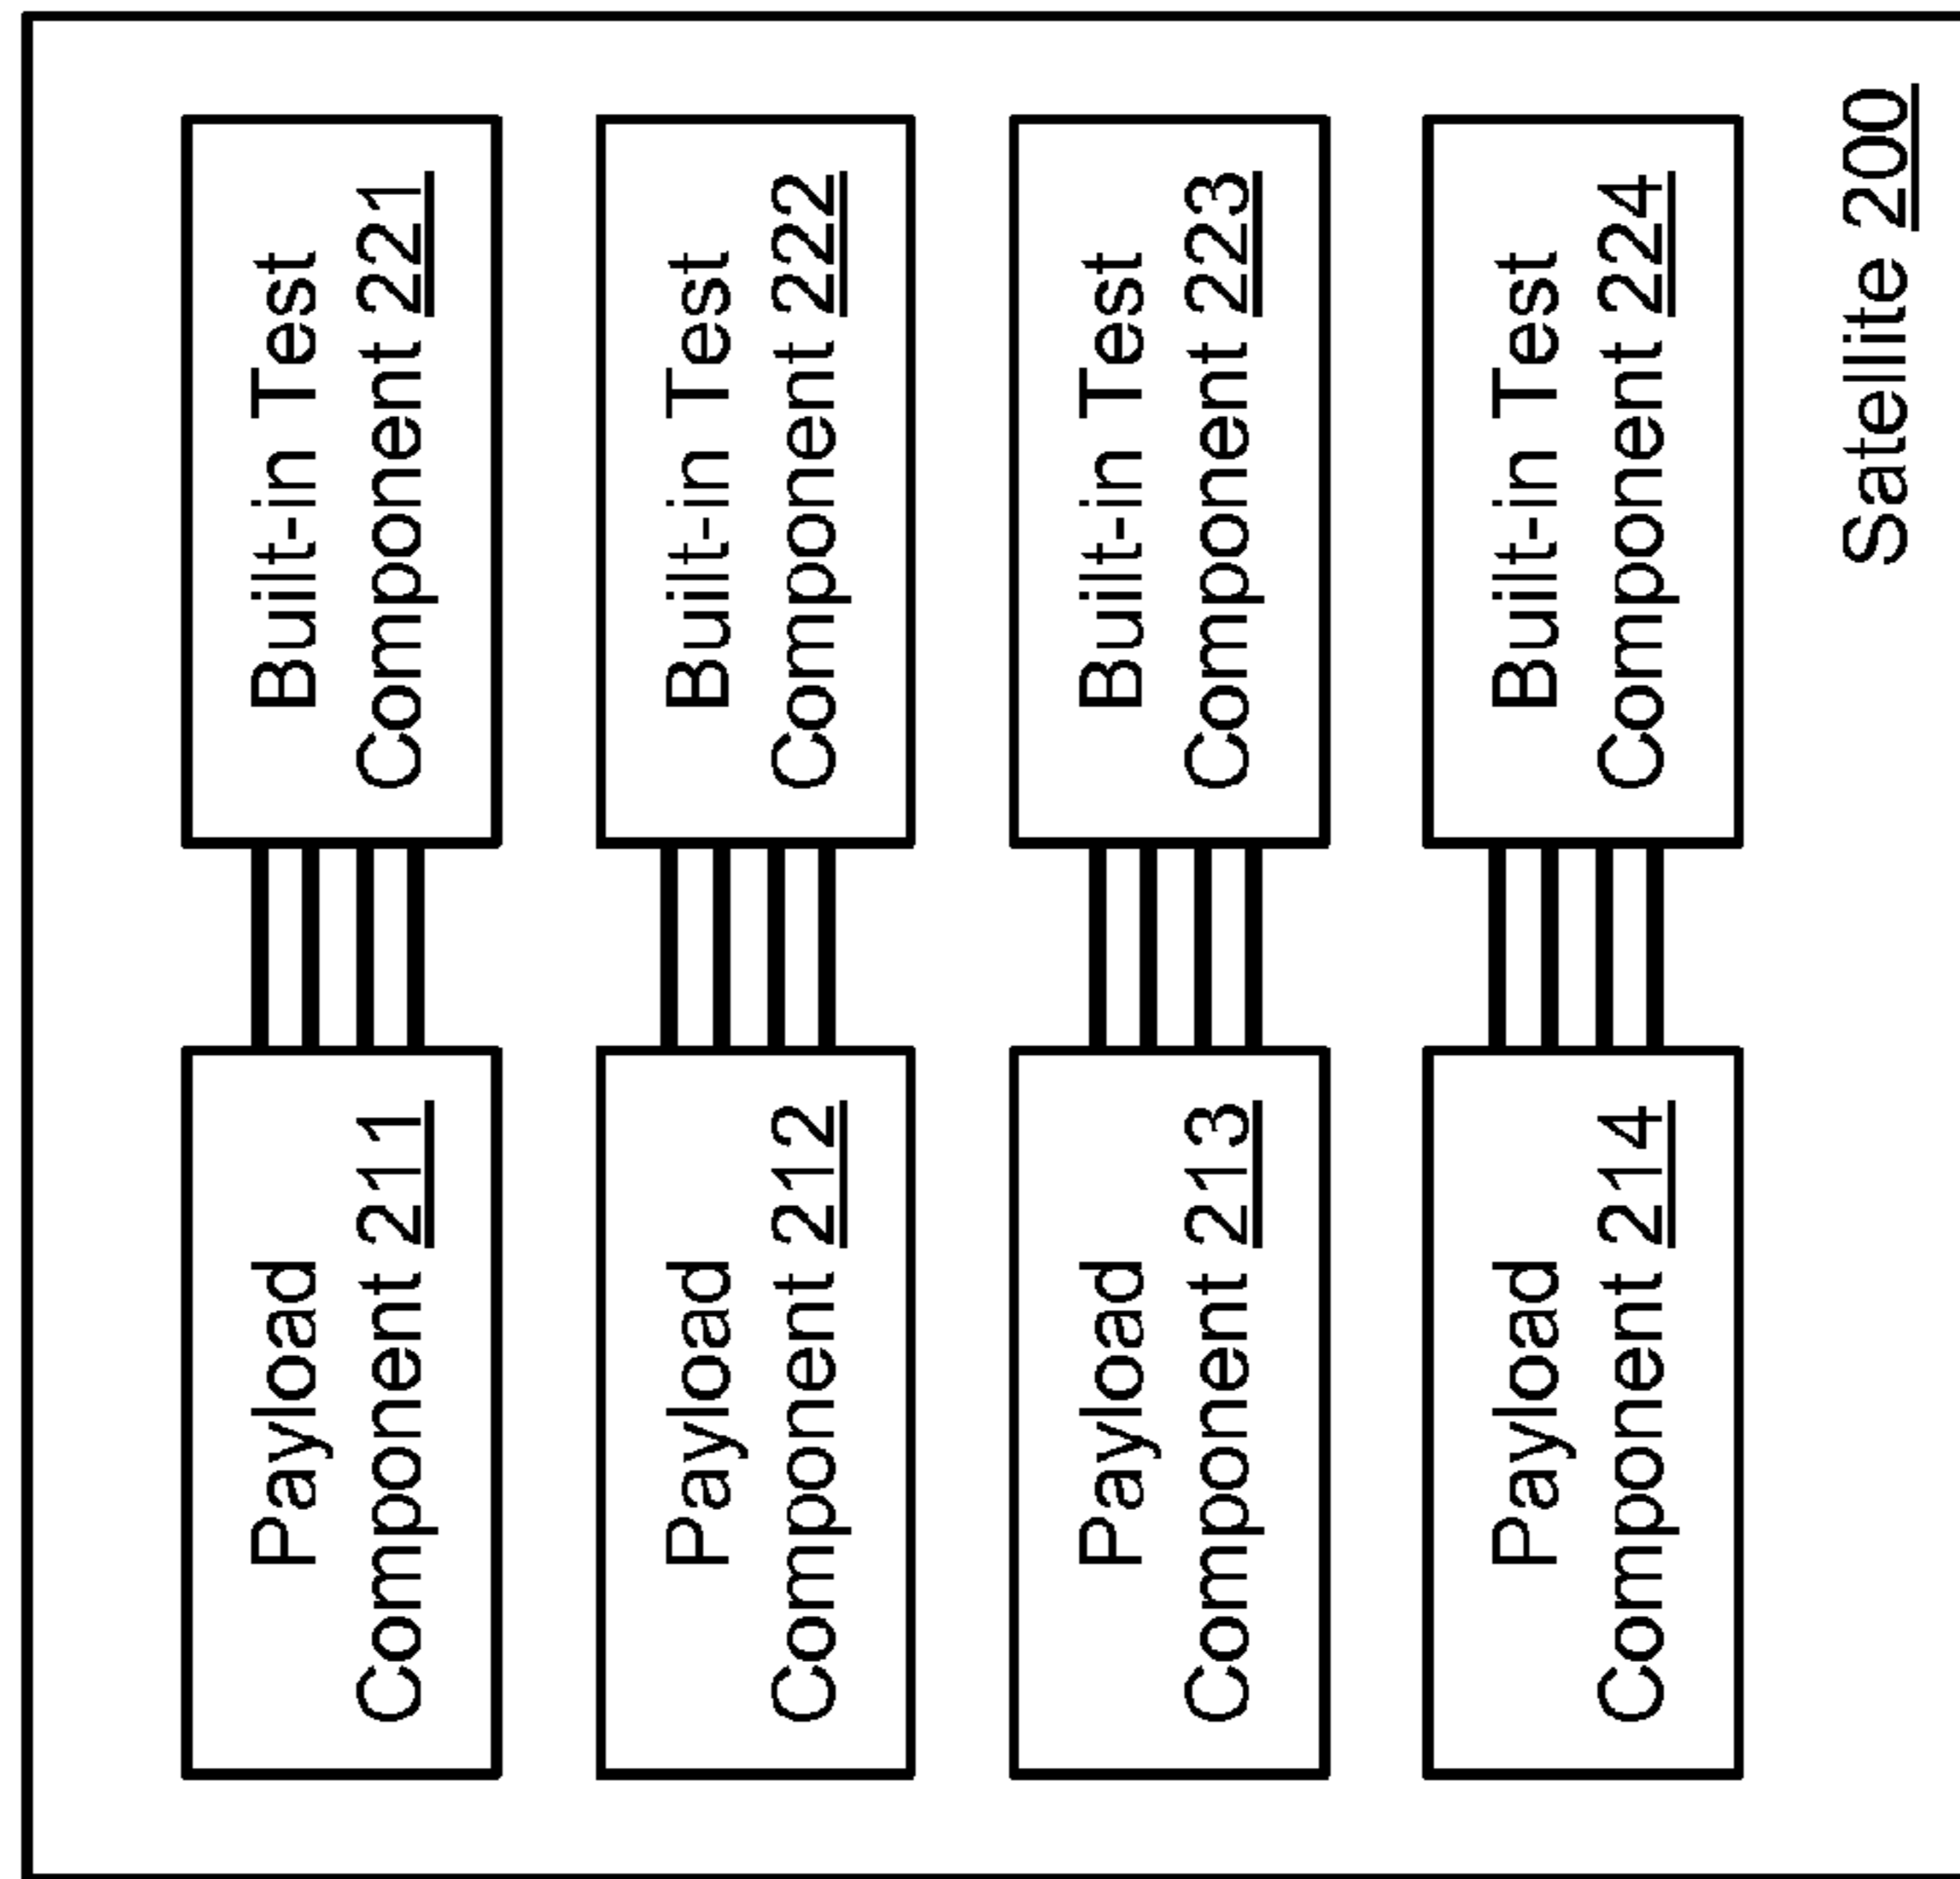 Payload
Component 211
Built-in Test
Component 221
Payload
Component 212
Built-in Test
Component 222
Payload
Component 213
Built-in Test
Component 223
Payload
Component 214
Built-in Test
Component 224
Satellite 200